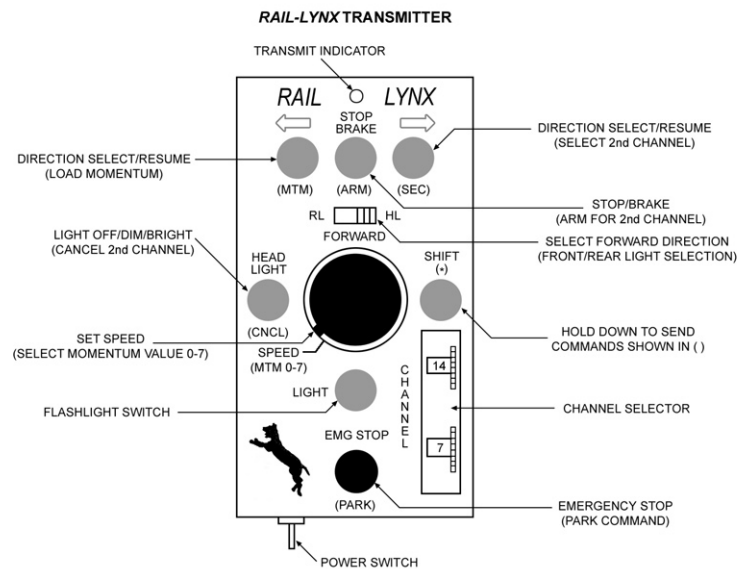 RAIL-LYNX TRANSMITTER
TRANSMIT INDICATOR
RAIL LYNX
STOP
BRAKE
DIRECTION SELECT/RESUME
(LOAD MOMENTUM)
DIRECTION SELECT/RESUME
(SELECT 2nd CHANNEL)
(MTM) (ARM) (SEC)
STOP/BRAKE
(ARM FOR 2nd CHANNEL)
RL HL
FORWARD
LIGHT OFF/DIM/BRIGHT
(CANCEL 2nd CHANNEL)
SELECT FORWARD DIRECTION
(FRONT/REAR LIGHT SELECTION)
HEAD
LIGHT
SHIFT
(*)
(CNCL)
SET SPEED
(SELECT MOMENTUM VALUE 0-7)
HOLD DOWN TO SEND
COMMANDS SHOWN IN ( )
SPEED
(MTM 0-7)
CHANNEL
14
LIGHT
FLASHLIGHT SWITCH
CHANNEL SELECTOR
EMG STOP
7
(PARK)
EMERGENCY STOP
(PARK COMMAND)
POWER SWITCH